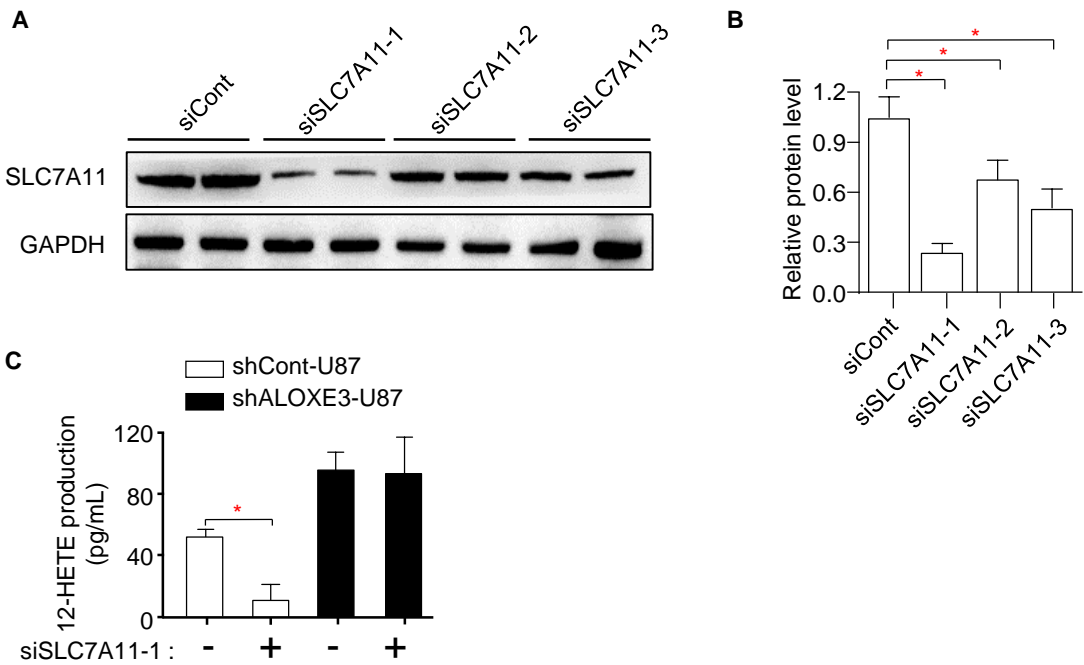 A
siCont
siSLC7A11-1
siSLC7A11-2
siSLC7A11-3
SLC7A11
GAPDH
B
*
*
*
Relative protein level
1.2
0.9
0.6
0.3
0.0
siCont
siSLC7A11-1
siSLC7A11-2
siSLC7A11-3
C
shCont-U87
shALOXE3-U87
12-HETE production
(pg/mL)
120
80
40
0
*
siSLC7A11-1 : - + - +